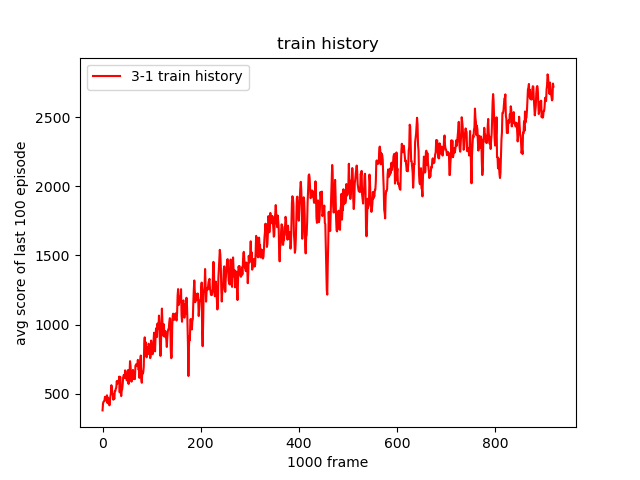 train history
3-1 train history
avg score of last 100 episode
2500
2000
1500
1000
500
0
200
400
600
800
1000 frame